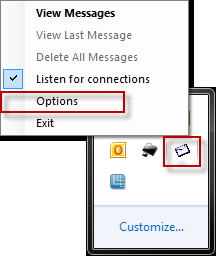 View Messages
View Last Message
Delete All Messages
Listen for connections
Options
Exit
Customize...